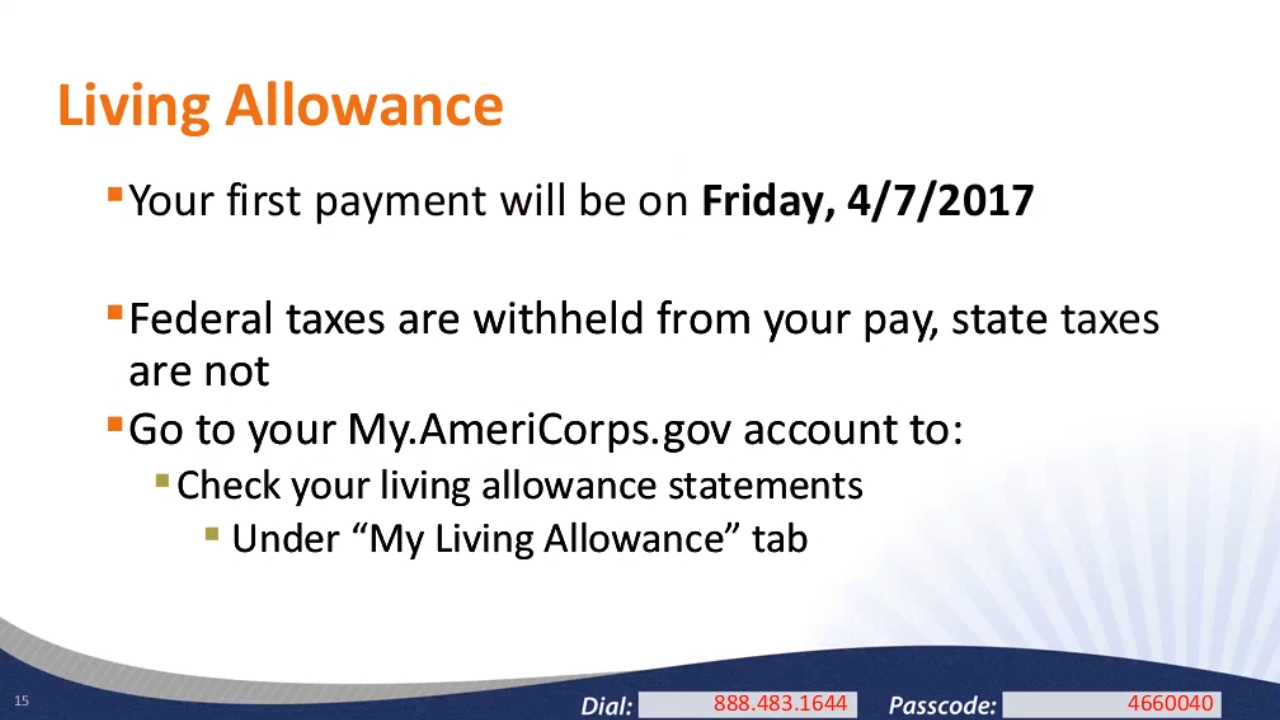 Living Allowance
Your first payment will be on Friday, 4/7/2017
Federal taxes are withheld from your pay, state taxes
are not
Go to your My.AmeriCorps.gov account to:
Check your living allowance statements
Under “My Living Allowance” tab
15
Dial: 888.483.1644 Passcode: 4660040